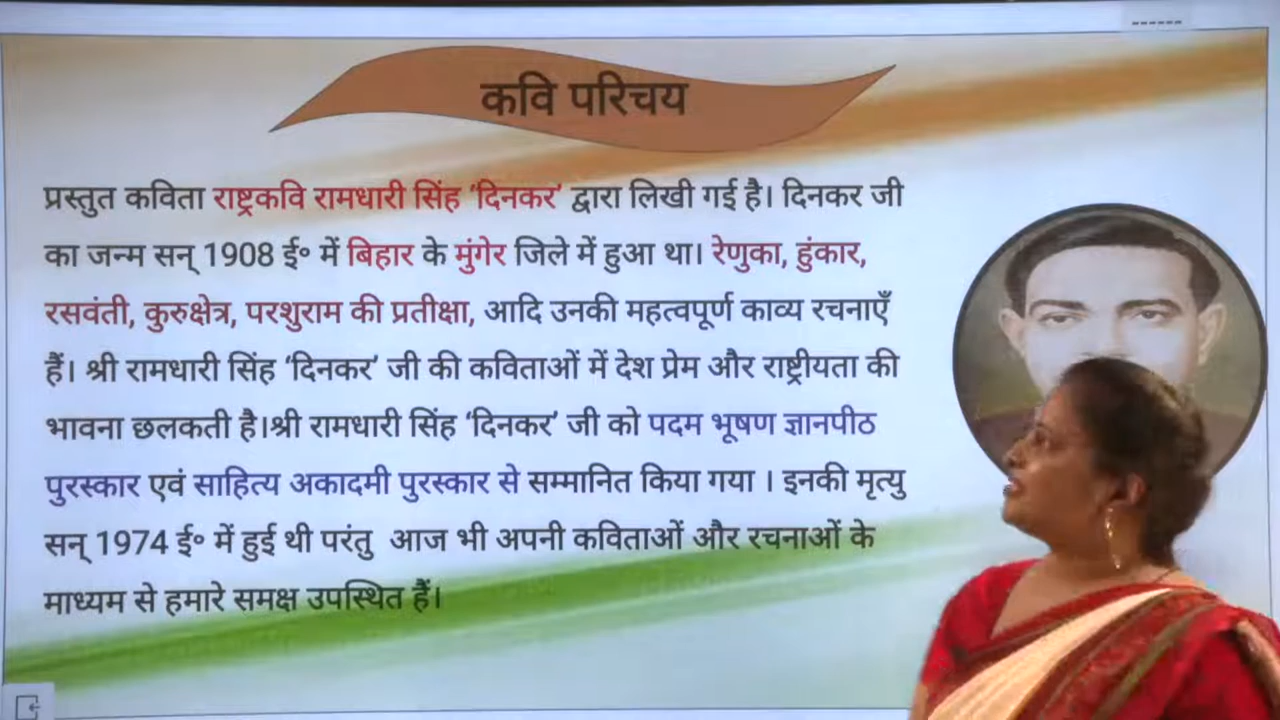 कवि परिचय
प्रस्तुत कविता राष्ट्रकवि रामधारी सिंह ‘दिनकर’ द्वारा लिखी गई है। दिनकर जी
का जन्म सन् 1908 ई० में बिहार के मुंगेर जिले में हुआ था। रेणुका, हुंकार,
रसवंती, कुरुक्षेत्र, परशुराम की प्रतीक्षा, आदि उनकी महत्वपूर्ण काव्य रचनाएँ
हैं। श्री रामधारी सिंह ‘दिनकर’ जी की कविताओं में देश प्रेम और राष्ट्रीयता की
भावना छलकती है।श्री रामधारी सिंह ‘दिनकर’ जी को पदम भूषण ज्ञानपीठ
पुरस्कार एवं साहित्य अकादमी पुरस्कार से सम्मानित किया गया । इनकी मृत्यु
सन् 1974 ई० में हुई थी परंतु आज भी अपनी कविताओं और रचनाओं के
माध्यम से हमारे समक्ष उपस्थित हैं।